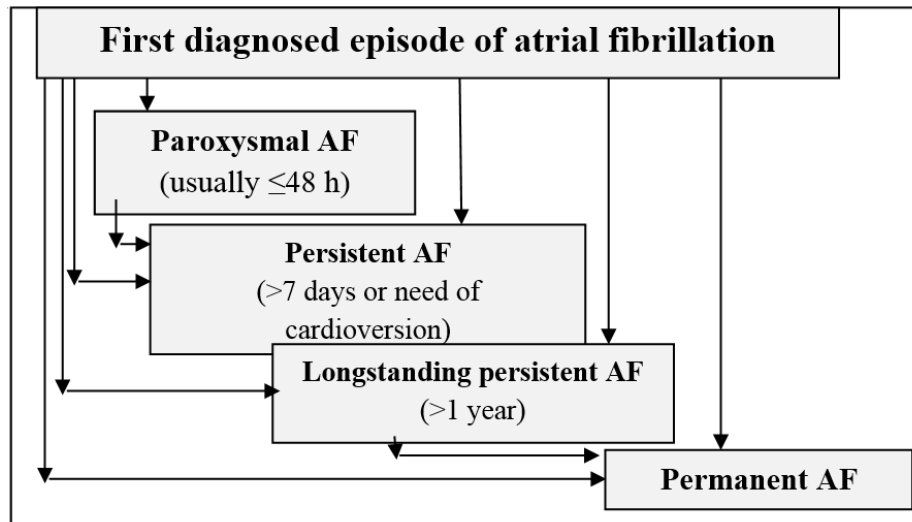 First diagnosed episode of atrial fibrillation
Paroxysmal AF
(usually ≤48 h)
Persistent AF
(>7 days or need of
cardioversion)
Longstanding persistent AF
(>1 year)
Permanent AF